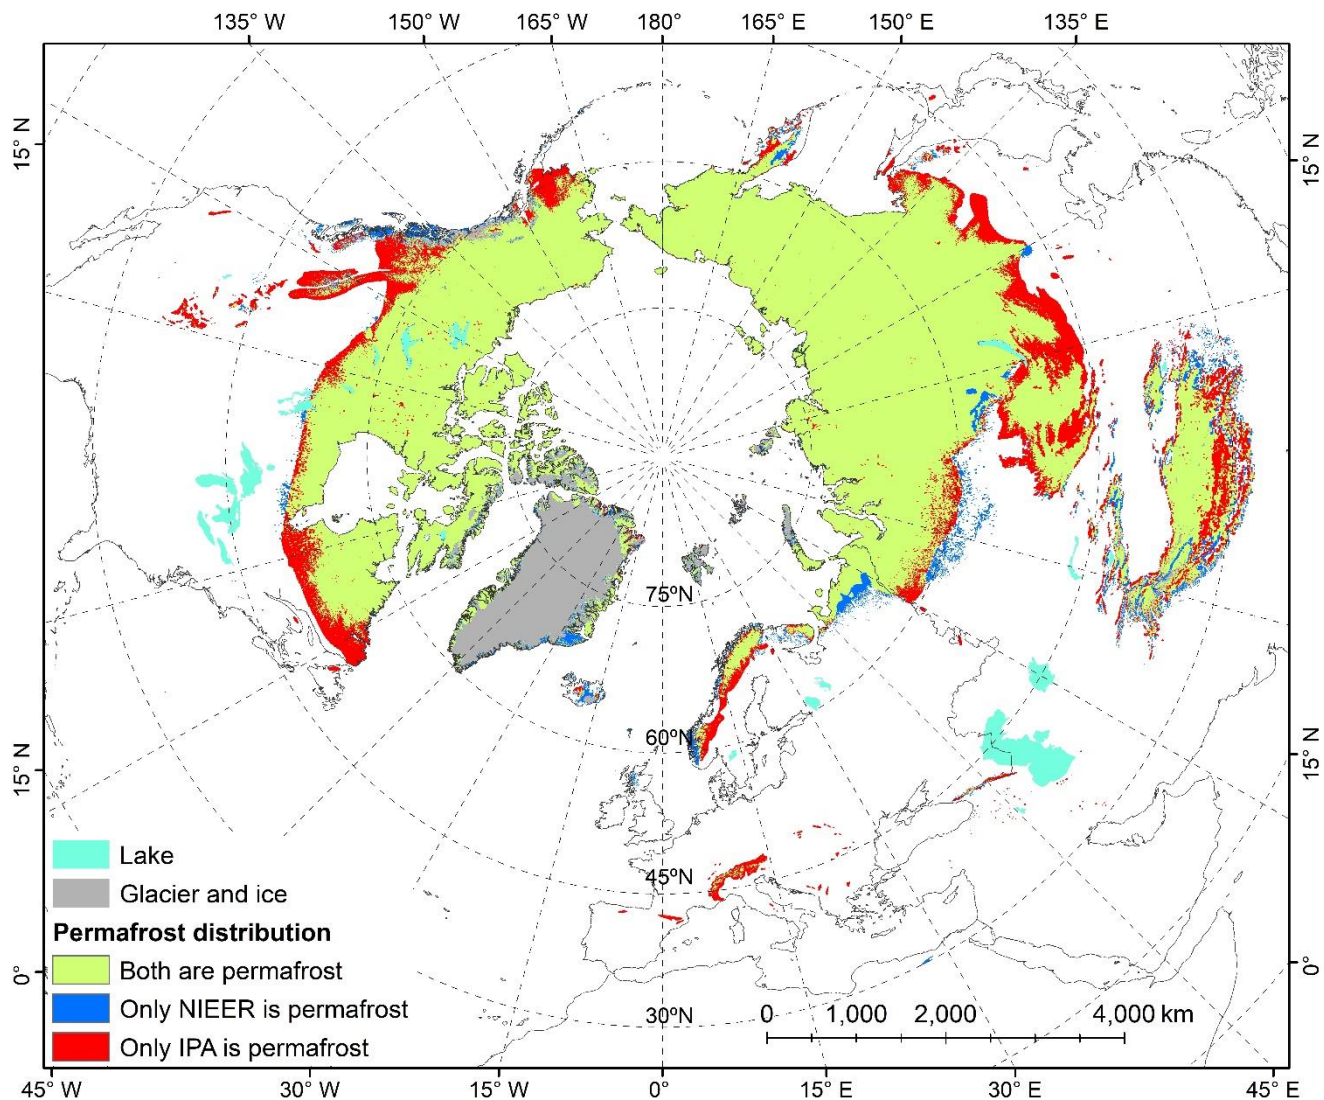 135° W 150° W 165° W 180° 165° E 150° E 135° E
15° N
15° N
75°N
60°N
15° N
15° N
45°N
30°N
0°
0°
Lake
Glacier and ice
Permafrost distribution
Both are permafrost
Only NIEER is permafrost
Only IPA is permafrost
0 1,000 2,000 4,000 km
45° W 30° W 15° W 0° 15° E 30° E 45° E